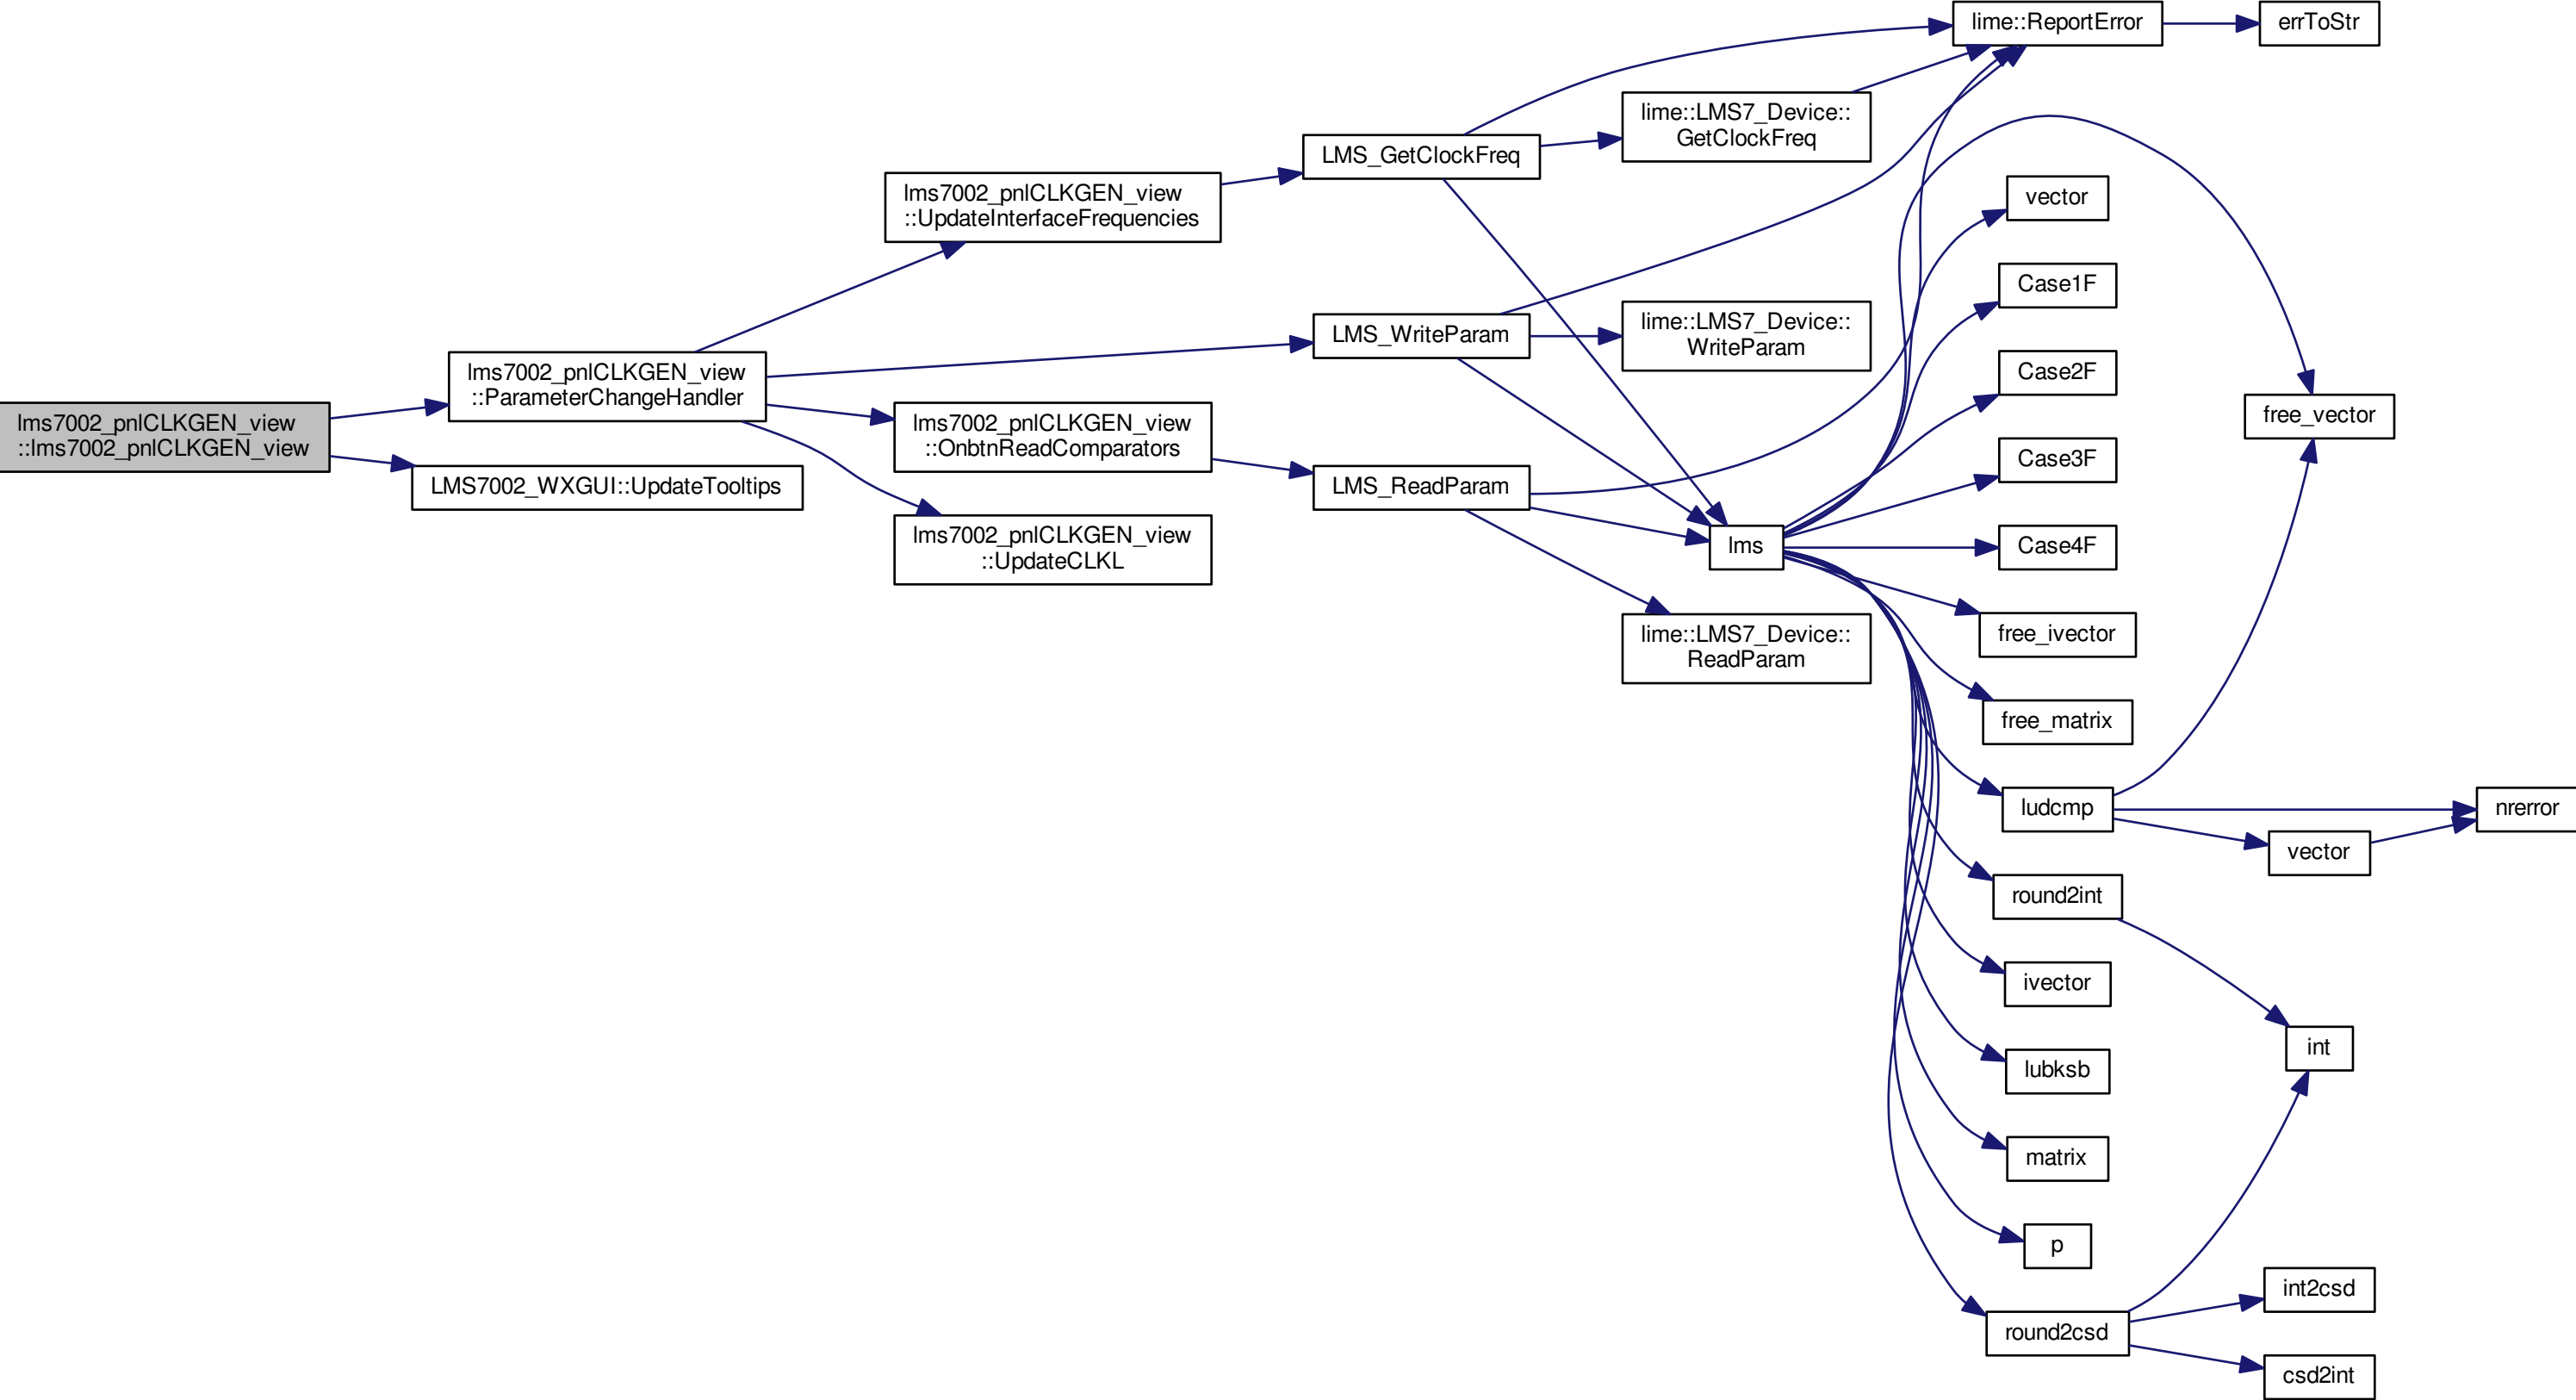 lms7002_pnlCLKGEN_view
::lms7002_pnlCLKGEN_view
lms7002_pnlCLKGEN_view
::ParameterChangeHandler
LMS7002_WXGUI::UpdateTooltips
lms7002_pnlCLKGEN_view
::UpdateInterfaceFrequencies
lms7002_pnlCLKGEN_view
::OnbtnReadComparators
lms7002_pnlCLKGEN_view
::UpdateCLKL
LMS_GetClockFreq
LMS_WriteParam
LMS_ReadParam
lime::LMS7_Device::
GetClockFreq
lime::LMS7_Device::
WriteParam
lms
lime::LMS7_Device::
ReadParam
lime::ReportError
vector
Case1F
Case2F
Case3F
Case4F
free_ivector
free_matrix
ludcmp
round2int
ivector
lubksb
matrix
p
round2csd
errToStr
free_vector
vector
int
int2csd
csd2int
nrerror